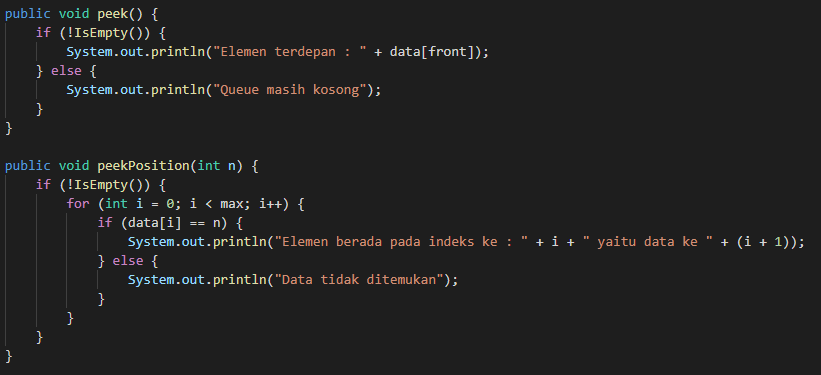 public void peek() {
if (!IsEmpty()) {
System.out.println("Elemen terdepan : " + data[front]);
} else {
System.out.println("Queue masih kosong");
}
}
public void peekPosition(int n) {
if (!IsEmpty()) {
for (int i = 0; i < max; i++) {
if (data[i] == n) {
System.out.println("Elemen berada pada indeks ke : " + i + " yaitu data ke " + (i + 1));
} else {
System.out.println("Data tidak ditemukan");
}
}
}
}